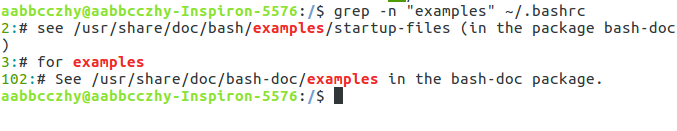 aabbcczhy@aabbcczhy-Inspiron-5576:/$ grep -n "examples" ~/.bashrc
2:# see /usr/share/doc/bash/examples/startup-files (in the package bash-doc
)
3:# for examples
102:# See /usr/share/doc/bash-doc/examples in the bash-doc package.
aabbcczhy@aabbcczhy-Inspiron-5576:/$